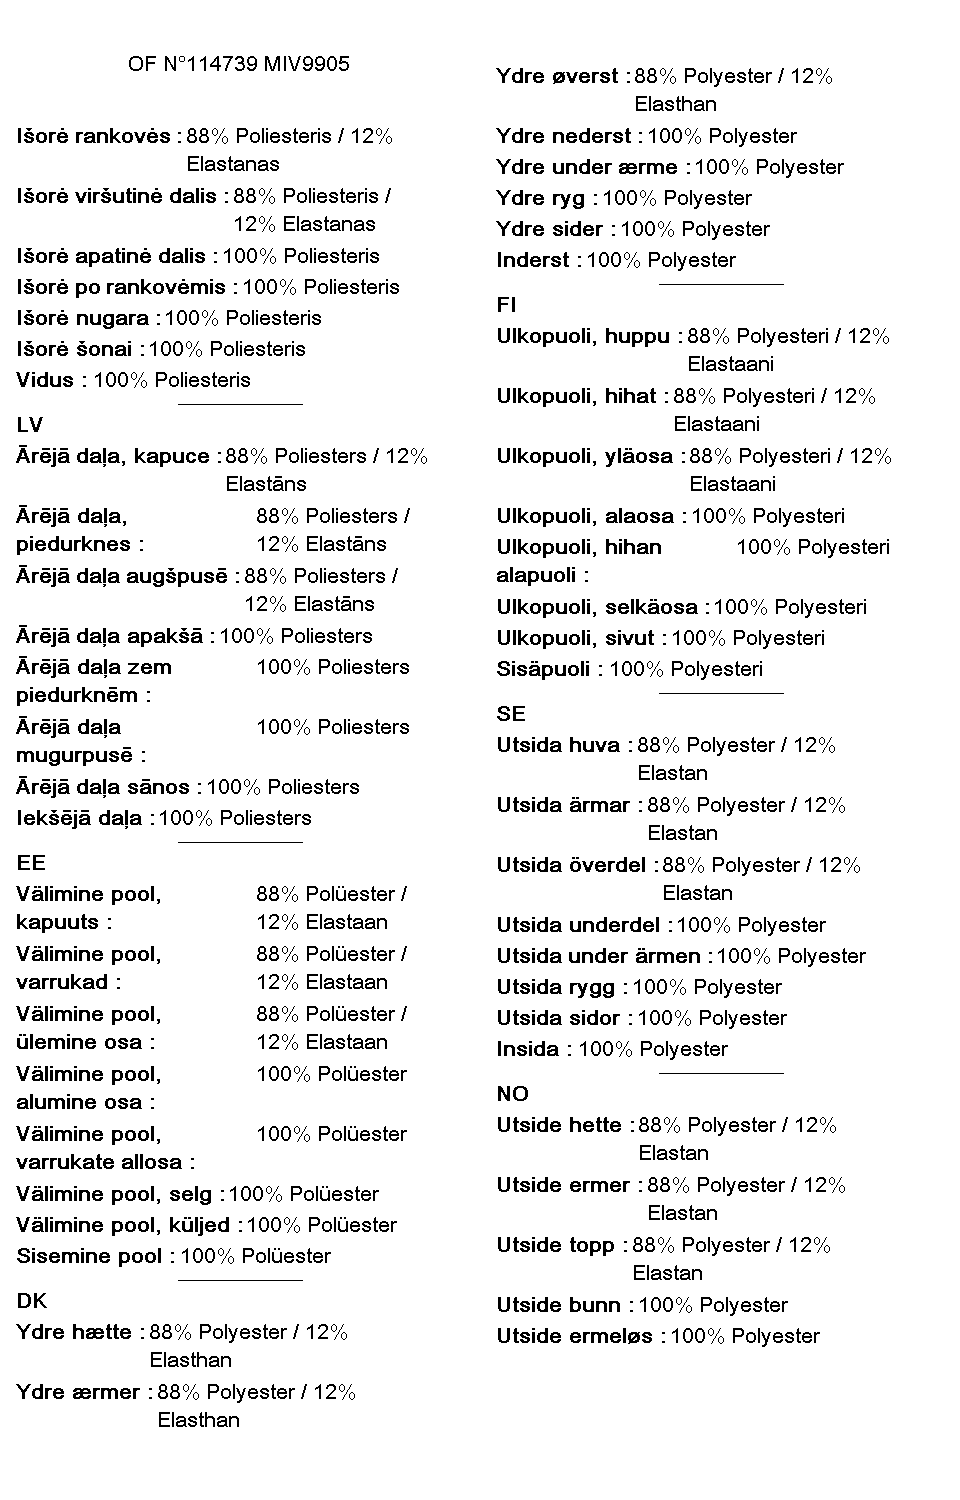 OF N°114739 MIV9905
Išorė rankovės : 88% Poliesteris / 12%
Elastanas
Išorė viršutinė dalis : 88% Poliesteris /
12% Elastanas
Išorė apatinė dalis : 100% Poliesteris
Išorė po rankovėmis : 100% Poliesteris
Išorė nugara : 100% Poliesteris
Išorė šonai : 100% Poliesteris
Vidus : 100% Poliesteris
LV
Ārējā daļa, kapuce : 88% Poliesters / 12%
Elastāns
Ārējā daļa, 88% Poliesters /
piedurknes : 12% Elastāns
Ārējā daļa augšpusē : 88% Poliesters /
12% Elastāns
Ārējā daļa apakšā : 100% Poliesters
Ārējā daļa zem 100% Poliesters
piedurknēm :
Ārējā daļa 100% Poliesters
mugurpusē :
Ārējā daļa sānos : 100% Poliesters
Iekšējā daļa : 100% Poliesters
EE
Välimine pool, 88% Polüester /
kapuuts : 12% Elastaan
Välimine pool, 88% Polüester /
varrukad : 12% Elastaan
Välimine pool, 88% Polüester /
ülemine osa : 12% Elastaan
Välimine pool, 100% Polüester
alumine osa :
Välimine pool, 100% Polüester
varrukate allosa :
Välimine pool, selg : 100% Polüester
Välimine pool, küljed : 100% Polüester
Sisemine pool : 100% Polüester
DK
Ydre hætte : 88% Polyester / 12%
Elasthan
Ydre ærmer : 88% Polyester / 12%
Elasthan
Ydre øverst : 88% Polyester / 12%
Elasthan
Ydre nederst : 100% Polyester
Ydre under ærme : 100% Polyester
Ydre ryg : 100% Polyester
Ydre sider : 100% Polyester
Inderst : 100% Polyester
FI
Ulkopuoli, huppu : 88% Polyesteri / 12%
Elastaani
Ulkopuoli, hihat : 88% Polyesteri / 12%
Elastaani
Ulkopuoli, yläosa : 88% Polyesteri / 12%
Elastaani
Ulkopuoli, alaosa : 100% Polyesteri
Ulkopuoli, hihan 100% Polyesteri
alapuoli :
Ulkopuoli, selkäosa : 100% Polyesteri
Ulkopuoli, sivut : 100% Polyesteri
Sisäpuoli : 100% Polyesteri
SE
Utsida huva : 88% Polyester / 12%
Elastan
Utsida ärmar : 88% Polyester / 12%
Elastan
Utsida överdel : 88% Polyester / 12%
Elastan
Utsida underdel : 100% Polyester
Utsida under ärmen : 100% Polyester
Utsida rygg : 100% Polyester
Utsida sidor : 100% Polyester
Insida : 100% Polyester
NO
Utside hette : 88% Polyester / 12%
Elastan
Utside ermer : 88% Polyester / 12%
Elastan
Utside topp : 88% Polyester / 12%
Elastan
Utside bunn : 100% Polyester
Utside ermeløs : 100% Polyester